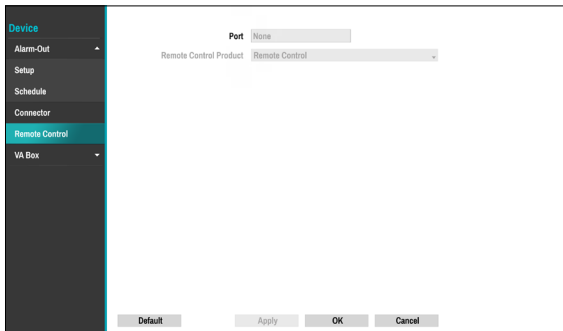 Device
Alarm-Out
Setup
Schedule
Connector
Remote Control
VA Box
Port None
Remote Control Product Remote Control
Default Apply OK Cancel